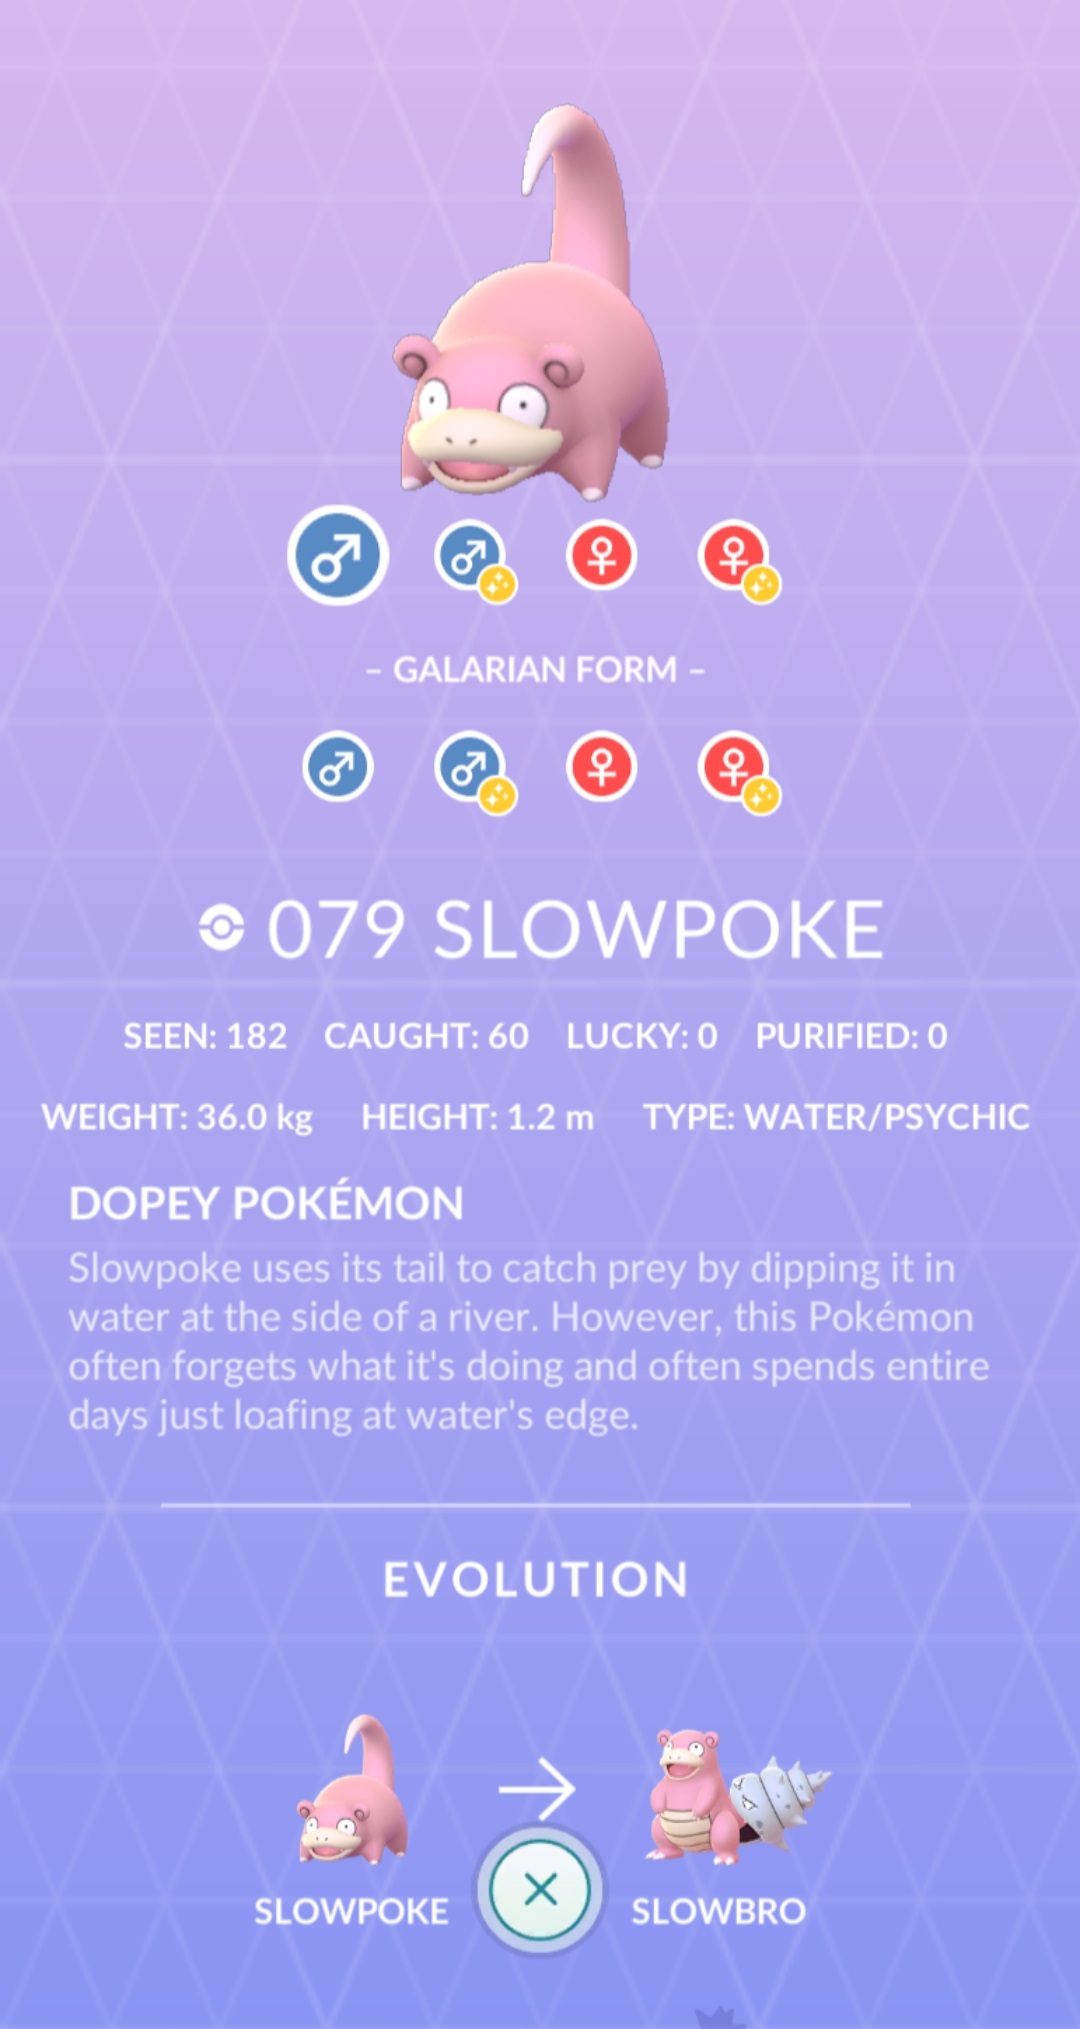 – GALARIAN FORM –
079 SLOWPOKE
SEEN: 182 CAUGHT: 60 LUCKY: 0 PURIFIED: 0
WEIGHT: 36.0 kg HEIGHT: 1.2 m TYPE: WATER/PSYCHIC
DOPEY POKÉMON
Slowpoke uses its tail to catch prey by dipping it in
water at the side of a river. However, this Pokémon
often forgets what it's doing and often spends entire
days just loafing at water's edge.
EVOLUTION
SLOWPOKE SLOWBRO